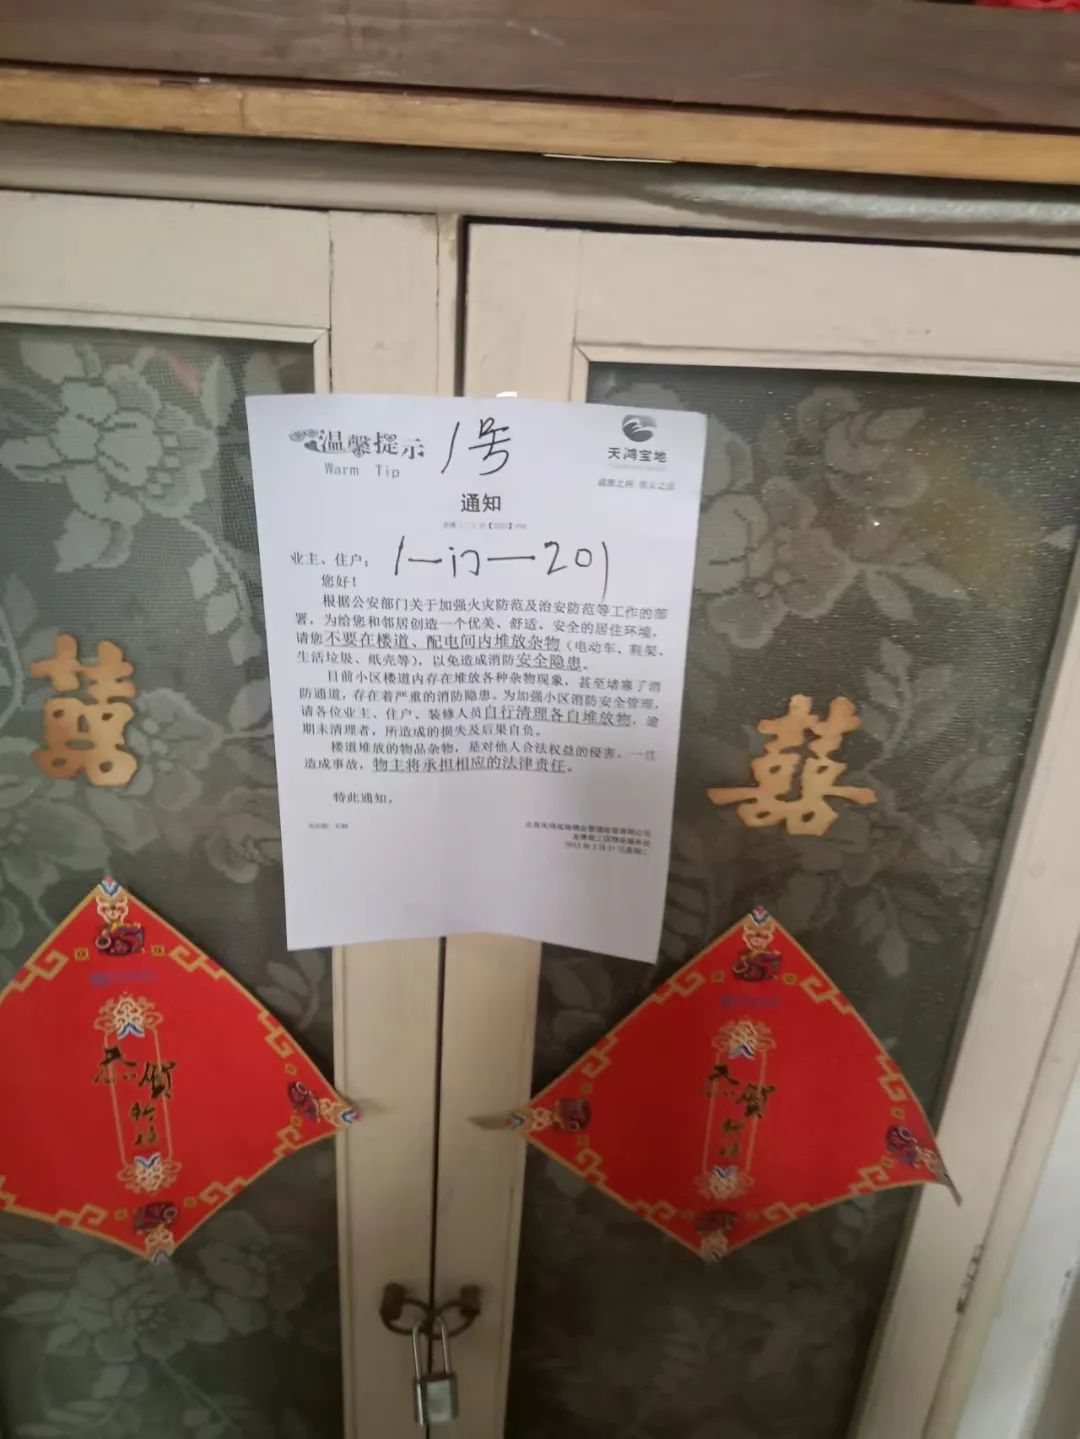 温馨提示
Warm Tip
1号
天鸿宝地
通知
业主、住户：
1-门-201
您好！
根据公安部门关于加强火灾防范及治安防范等工作的部
署，为给您和邻居创造一个优美、舒适、安全的居住环境，
请您不要在楼道、配电间内堆放杂物（电动车、鞋架、
生活垃圾、纸壳等），以免造成消防安全隐患。
目前小区楼道内存在堆放各种杂物现象，甚至堵塞了消
防通道，存在着严重的消防隐患。为加强小区消防安全管理，
请各位业主、住户、装修人员自行清理各自堆放物，逾
期未清理者，所造成的损失及后果自负。
楼道堆放的物品杂物，是对他人合法权益的侵害。一旦
造成事故，物主将承担相应的法律责任。
特此通知。
囍
囍
恭贺
恭贺